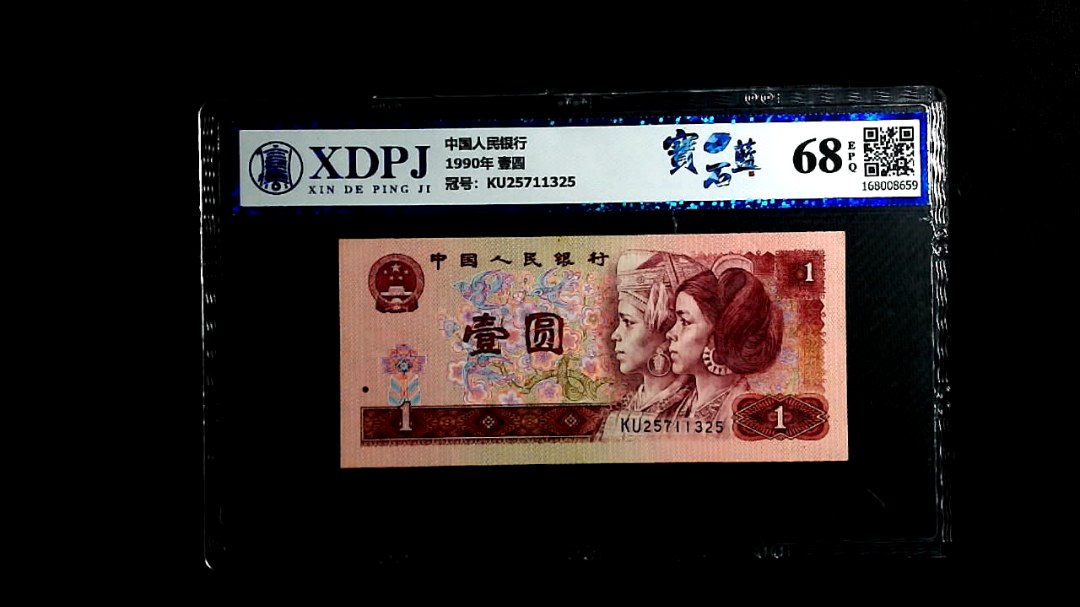 XDPJ
XIN DE PING JI
中国人民银行
1990年 壹圆
冠号: KU25711325
寶石藍
68
EPQ
168008659
中国人民银行
1
壹圆
1
KU25711325
1